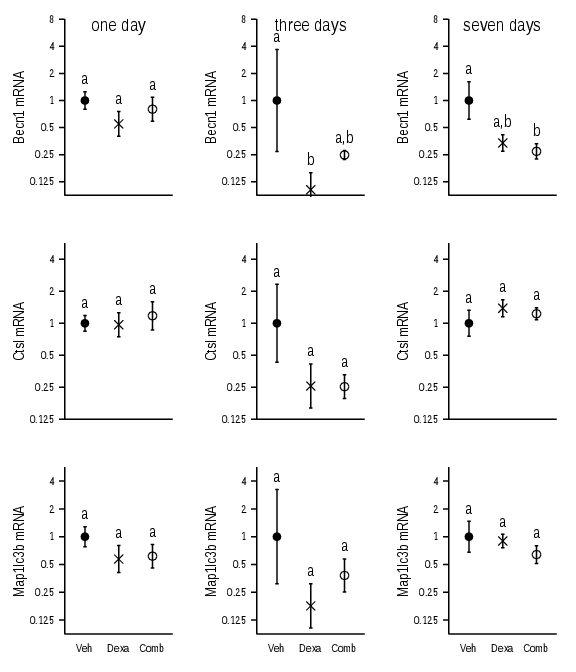 one day
three days
seven days
Becn1 mRNA
8
4
2
1
0.5
0.25
0.125
a
a
a
Becn1 mRNA
8
4
2
1
0.5
0.25
0.125
a
b
a,b
Becn1 mRNA
8
4
2
1
0.5
0.25
0.125
a
a,b
b
Ctsl mRNA
4
2
1
0.5
0.25
0.125
a
a
a
Ctsl mRNA
4
2
1
0.5
0.25
0.125
a
a
a
Ctsl mRNA
4
2
1
0.5
0.25
0.125
a
a
a
Map1lc3b mRNA
4
2
1
0.5
0.25
0.125
a
a
a
Map1lc3b mRNA
4
2
1
0.5
0.25
0.125
a
a
a
Map1lc3b mRNA
4
2
1
0.5
0.25
0.125
a
a
a
Veh Dexa Comb
Veh Dexa Comb
Veh Dexa Comb